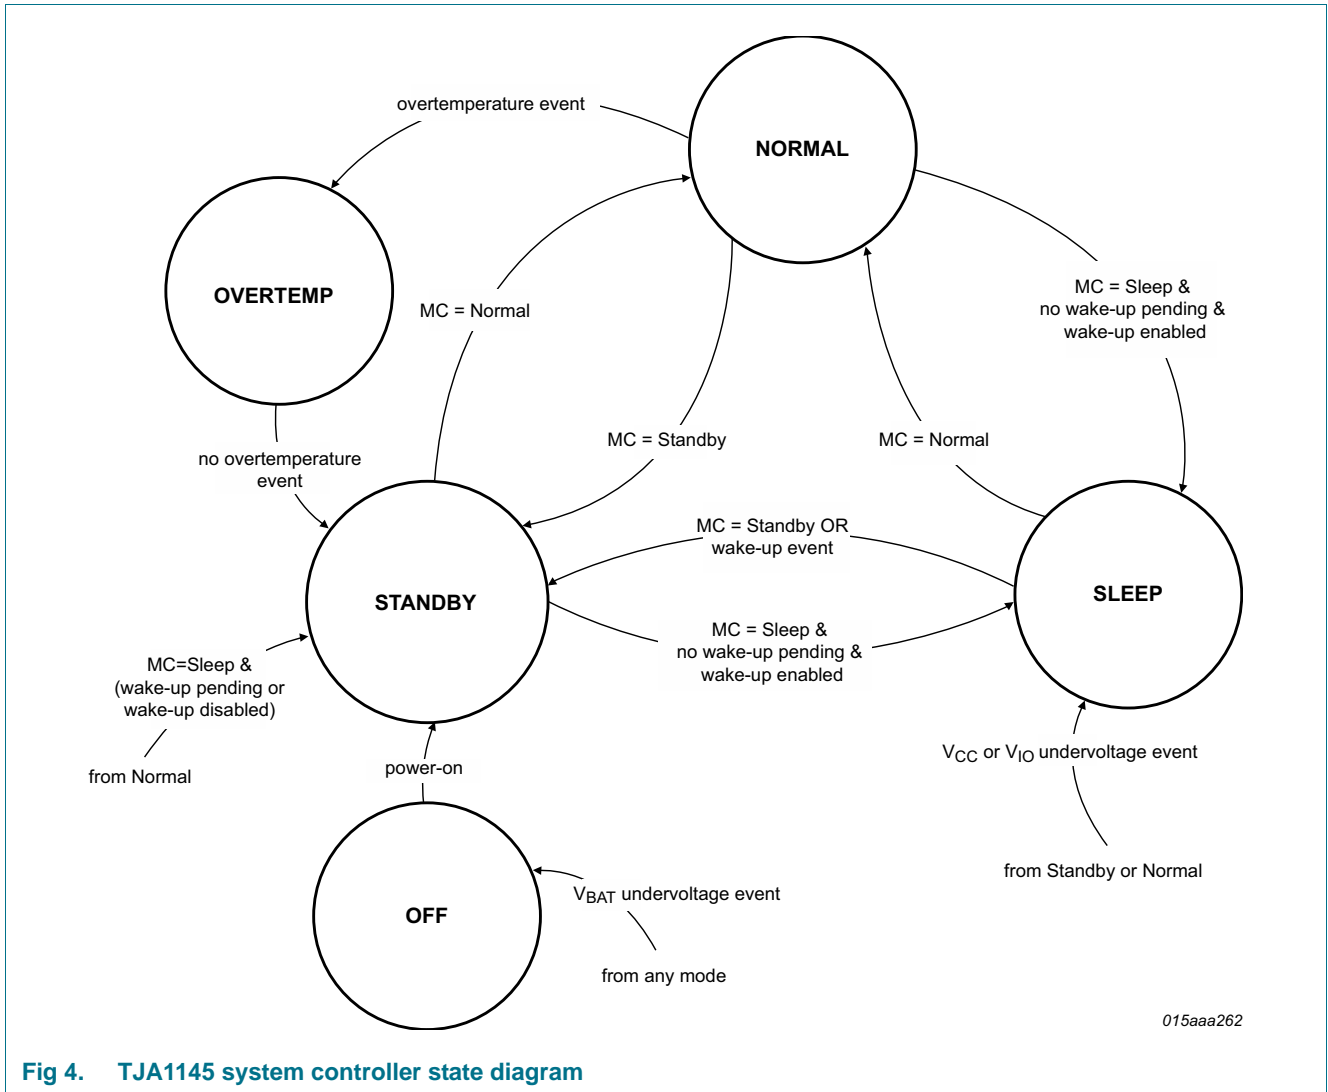 overtemperature event
NORMAL
OVERTEMP
MC = Sleep &
no wake-up pending &
wake-up enabled
MC = Normal
MC = Standby
MC = Normal
no overtemperature
event
MC = Standby OR
wake-up event
STANDBY
SLEEP
MC = Sleep &
no wake-up pending &
wake-up enabled
MC=Sleep &
(wake-up pending or
wake-up disabled)
from Normal
power-on
VCC or VIO undervoltage event
from Standby or Normal
VBAT undervoltage event
OFF
from any mode
015aaa262
Fig 4. TJA1145 system controller state diagram